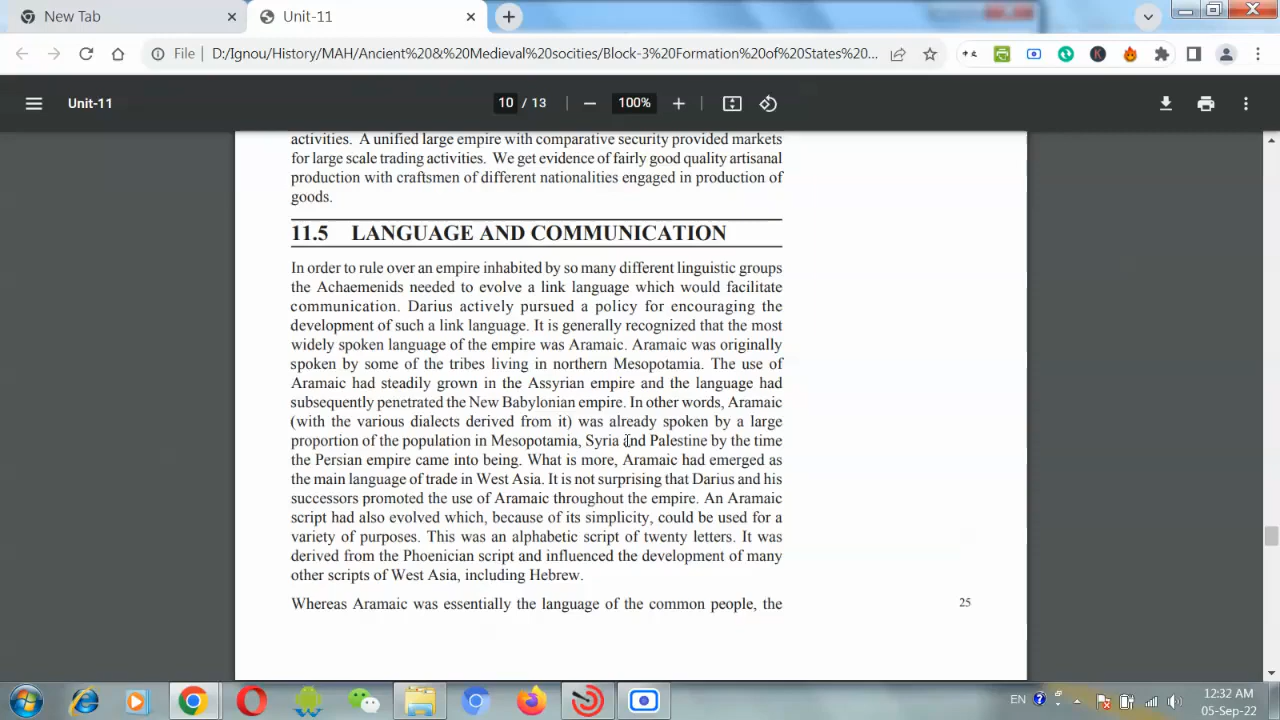 New Tab
Unit-11
File D:/Ignou/History/MAH/Ancient%20&%20Medieval%20socities/Block-3%20Formation%20of%20States%20...
Unit-11
10 / 13
100%
activities. A unified large empire with comparative security provided markets
for large scale trading activities. We get evidence of fairly good quality artisanal
production with craftsmen of different nationalities engaged in production of
goods.
11.5 LANGUAGE AND COMMUNICATION
In order to rule over an empire inhabited by so many different linguistic groups
the Achaemenids needed to evolve a link language which would facilitate
communication. Darius actively pursued a policy for encouraging the
development of such a link language. It is generally recognized that the most
widely spoken language of the empire was Aramaic. Aramaic was originally
spoken by some of the tribes living in northern Mesopotamia. The use of
Aramaic had steadily grown in the Assyrian empire and the language had
subsequently penetrated the New Babylonian empire. In other words, Aramaic
(with the various dialects derived from it) was already spoken by a large
proportion of the population in Mesopotamia, Syria and Palestine by the time
the Persian empire came into being. What is more, Aramaic had emerged as
the main language of trade in West Asia. It is not surprising that Darius and his
successors promoted the use of Aramaic throughout the empire. An Aramaic
script had also evolved which, because of its simplicity, could be used for a
variety of purposes. This was an alphabetic script of twenty letters. It was
derived from the Phoenician script and influenced the development of many
other scripts of West Asia, including Hebrew.
Whereas Aramaic was essentially the language of the common people, the
25
EN
12:32 AM
05-Sep-22